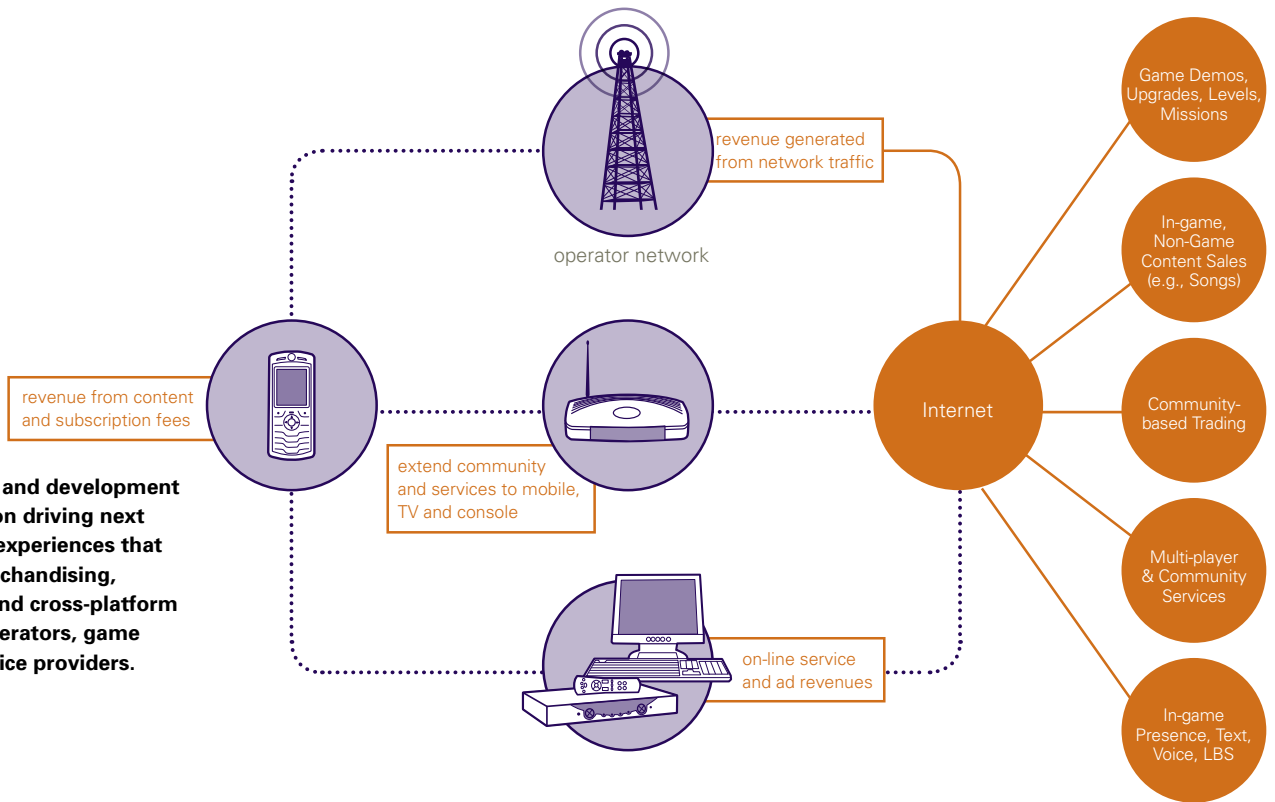 Game Demos,
Upgrades, Levels,
Missions
revenue generated
from network traffic
operator network
In-game,
Non-Game
Content Sales
(e.g., Songs)
revenue from content
and subscription fees
Internet
Community-
based Trading
extend community
and services to mobile,
TV and console
and development
on driving next
experiences that
chandising,
nd cross-platform
erators, game
ice providers.
Multi-player
& Community
Services
on-line service
and ad revenues
In-game
Presence, Text,
Voice, LBS